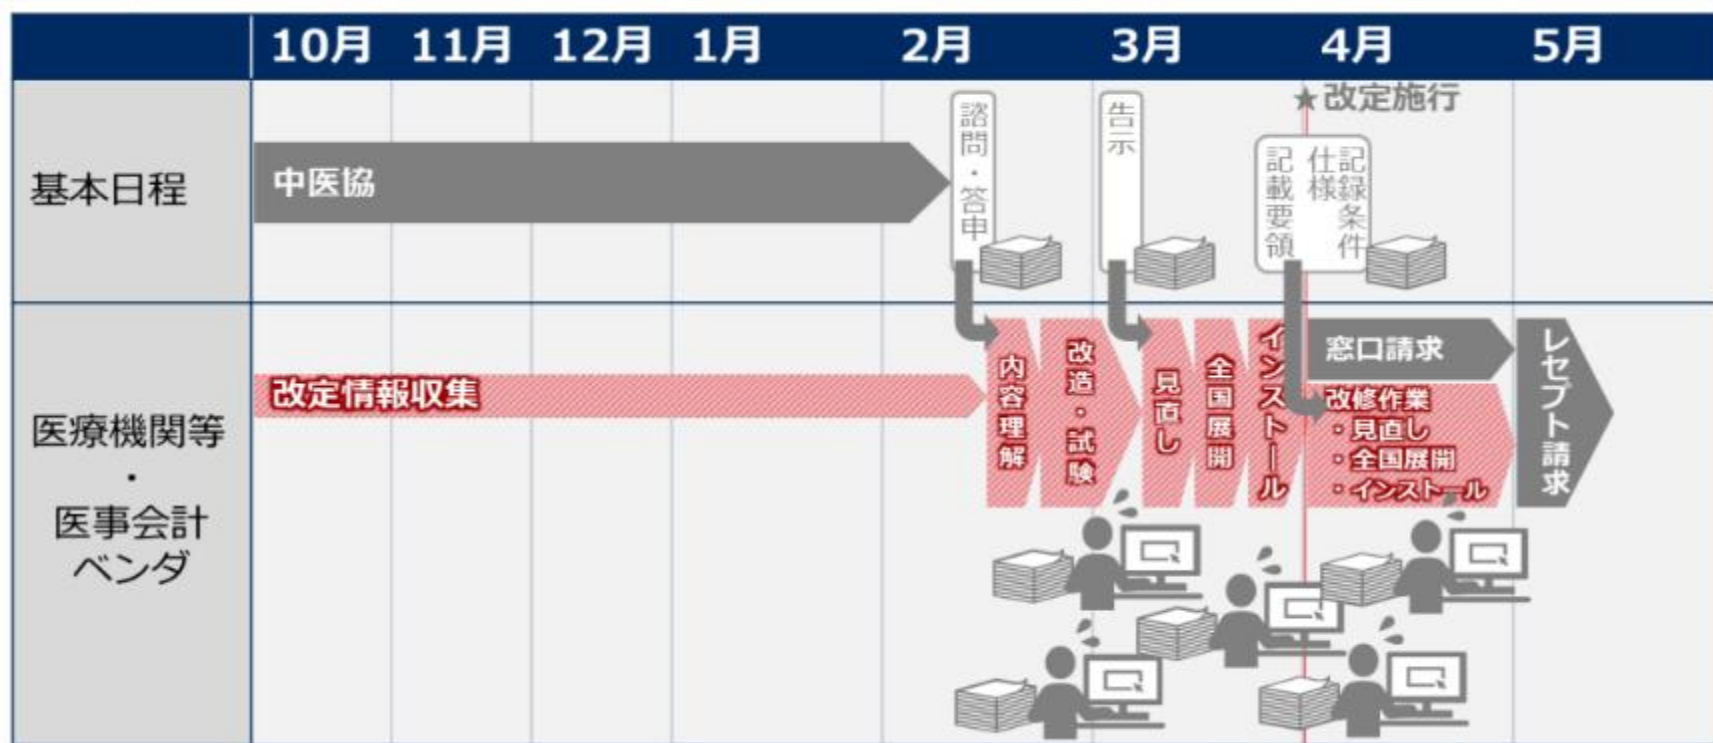 10月 11月 12月 1月 2月 3月 4月 5月
基本日程
中医協
諮問・答申
告示
★改定施行
記載要領
記録条件
仕様
医療機関等
・
医事会計
ベンダ
改定情報収集
内容理解
改造・試験
見直し
全国展開
インストール
窓口請求
改修作業
・見直し
・全国展開
・インストール
レセプト請求